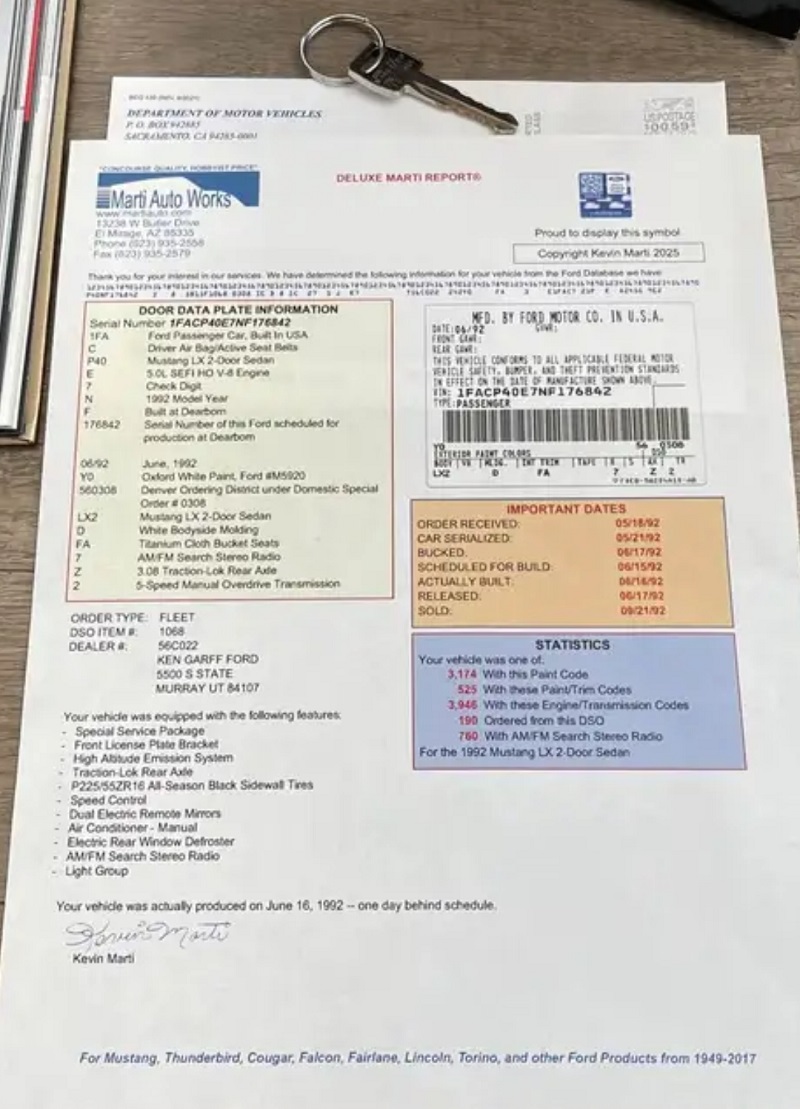 DEPARTMENT OF MOTOR VEHICLES
P. O. BOX 942885
SACRAMENTO, CA 94285-0001
US POSTAGE
"CONCOURSE QUALITY, HOBBYIST PRICE"
Marti Auto Works
www.martiauto.com
13238 W Butler Drive
El Mirage, AZ 85335
Phone (623) 935-2558
Fax (623) 935-2579
DELUXE MARTI REPORT®
Proud to display this symbol
Copyright Kevin Marti 2025
Thank you for your interest in our services. We have determined the following information for your vehicle from the Ford Database we have
DOOR DATA PLATE INFORMATION
Serial Number 1FACP40E7NF176842
1FA Ford Passenger Car, Built In USA
C Driver Air Bag/Active Seat Belts
P40 Mustang LX 2-Door Sedan
E 5.0L SEFI HO V-8 Engine
7 Check Digit
N 1992 Model Year
F Built at Dearborn
176842 Serial Number of this Ford scheduled for
production at Dearborn
06/92 June, 1992
YO Oxford White Paint, Ford #M5920
560308 Denver Ordering District under Domestic Special
Order # 0308
LX2 Mustang LX 2-Door Sedan
D White Bodyside Molding
FA Titanium Cloth Bucket Seats
7 AM/FM Search Stereo Radio
Z 3.08 Traction-Lok Rear Axle
2 5-Speed Manual Overdrive Transmission
MFD. BY FORD MOTOR CO. IN U.S.A.
DATE: 06/92 GVWR:
FRONT GAWR:
REAR GAWR:
THIS VEHICLE CONFORMS TO ALL APPLICABLE FEDERAL MOTOR
VEHICLE SAFETY, BUMPER, AND THEFT PREVENTION STANDARDS
IN EFFECT ON THE DATE OF MANUFACTURE SHOWN ABOVE.
VIN: 1FACP40E7NF176842
TYPE: PASSENGER
YO 56 0308
EXTERIOR PAINT COLORS DSO
BODY VR MLDG. INT TRIM TAPE R S AX TR
LX2 D FA 7 Z 2
IMPORTANT DATES
ORDER RECEIVED: 05/18/92
CAR SERIALIZED: 05/21/92
BUCKED: 06/17/92
SCHEDULED FOR BUILD: 06/15/92
ACTUALLY BUILT: 06/16/92
RELEASED: 06/17/92
SOLD: 09/21/92
ORDER TYPE: FLEET
DSO ITEM #: 1068
DEALER #: 56C022
KEN GARFF FORD
5500 S STATE
MURRAY UT 84107
STATISTICS
Your vehicle was one of:
3,174 With this Paint Code
525 With these Paint/Trim Codes
3,946 With these Engine/Transmission Codes
190 Ordered from this DSO
760 With AM/FM Search Stereo Radio
For the 1992 Mustang LX 2-Door Sedan
Your vehicle was equipped with the following features:
- Special Service Package
- Front License Plate Bracket
- High Altitude Emission System
- Traction-Lok Rear Axle
- P225/55ZR16 All-Season Black Sidewall Tires
- Speed Control
- Dual Electric Remote Mirrors
- Air Conditioner - Manual
- Electric Rear Window Defroster
- AM/FM Search Stereo Radio
- Light Group
Your vehicle was actually produced on June 16, 1992 -- one day behind schedule.
Kevin Marti
Kevin Marti
For Mustang, Thunderbird, Cougar, Falcon, Fairlane, Lincoln, Torino, and other Ford Products from 1949-2017